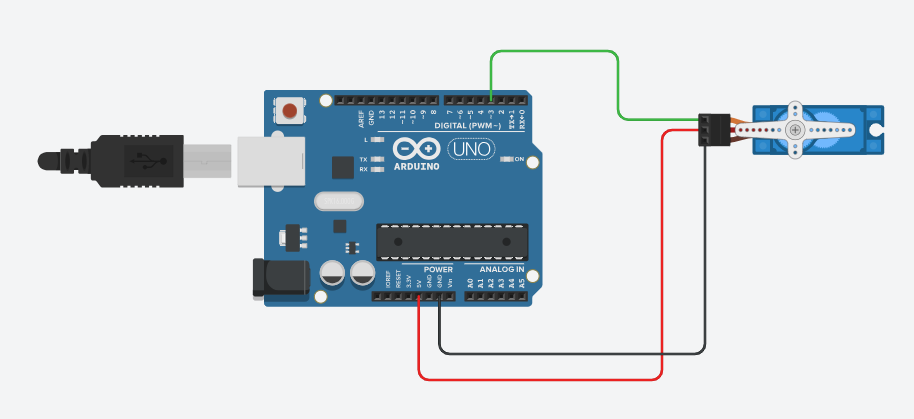 AREF
GND
13
12
~11
~10
~9
8
7
~6
~5
4
~3
2
TX→1
RX←0
DIGITAL (PWM~)
L
TX
RX
UNO
ARDUINO
ON
POWER
ANALOG IN
IOREF
RESET
3.3V
5V
GND
GND
Vin
A0
A1
A2
A3
A4
A5